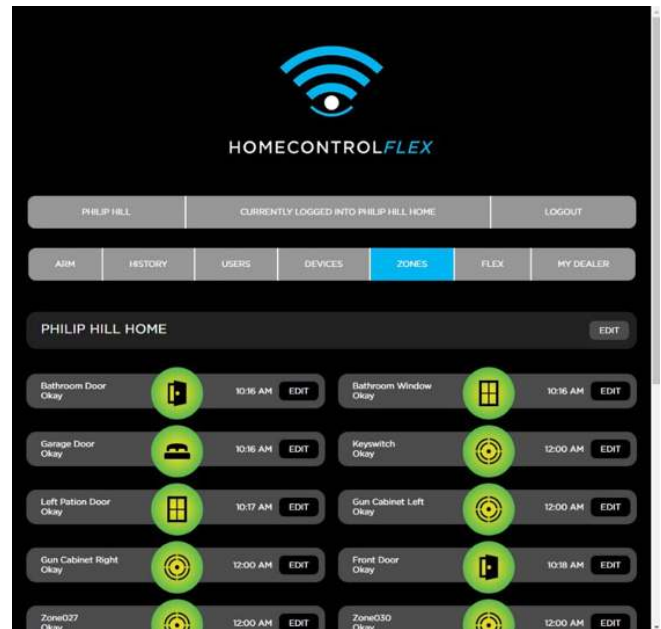 HOMECONTROLFLEX
PHILIP HILL
CURRENTLY LOGGED INTO PHILIP HILL HOME
LOGOUT
ARM
HISTORY
USERS
DEVICES
ZONES
FLEX
MY DEALER
PHILIP HILL HOME
EDIT
Bathroom Door
Okay
10:16 AM
EDIT
Bathroom Window
Okay
10:16 AM
EDIT
Garage Door
Okay
10:16 AM
EDIT
Keyswitch
Okay
12:00 AM
EDIT
Left Pation Door
Okay
10:17 AM
EDIT
Gun Cabinet Left
Okay
12:00 AM
EDIT
Gun Cabinet Right
Okay
12:00 AM
EDIT
Front Door
Okay
10:18 AM
EDIT
Zone027
Okay
12:00 AM
EDIT
Zone030
Okay
12:00 AM
EDIT